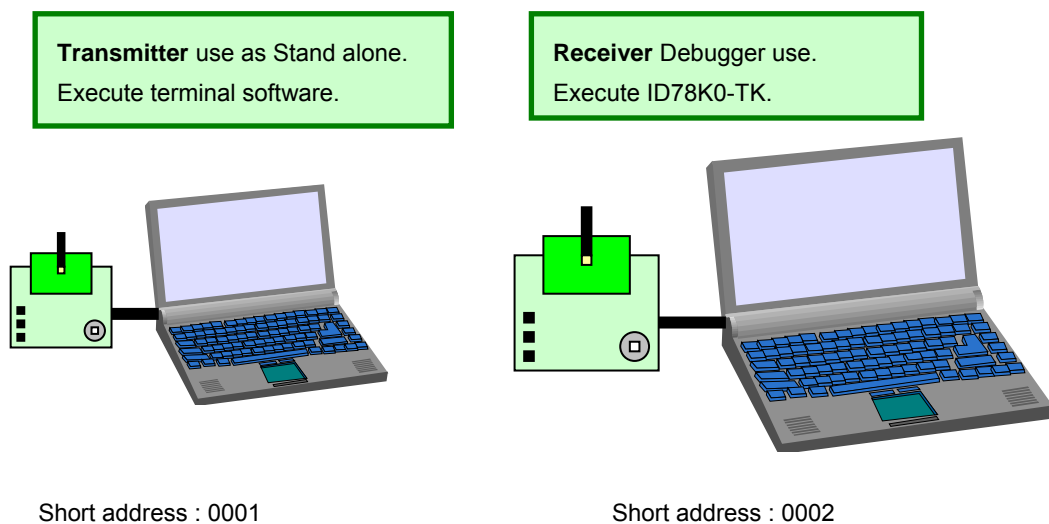 Transmitter use as Stand alone.
Execute terminal software.
Receiver Debugger use.
Execute ID78K0-TK.
Short address : 0001
Short address : 0002